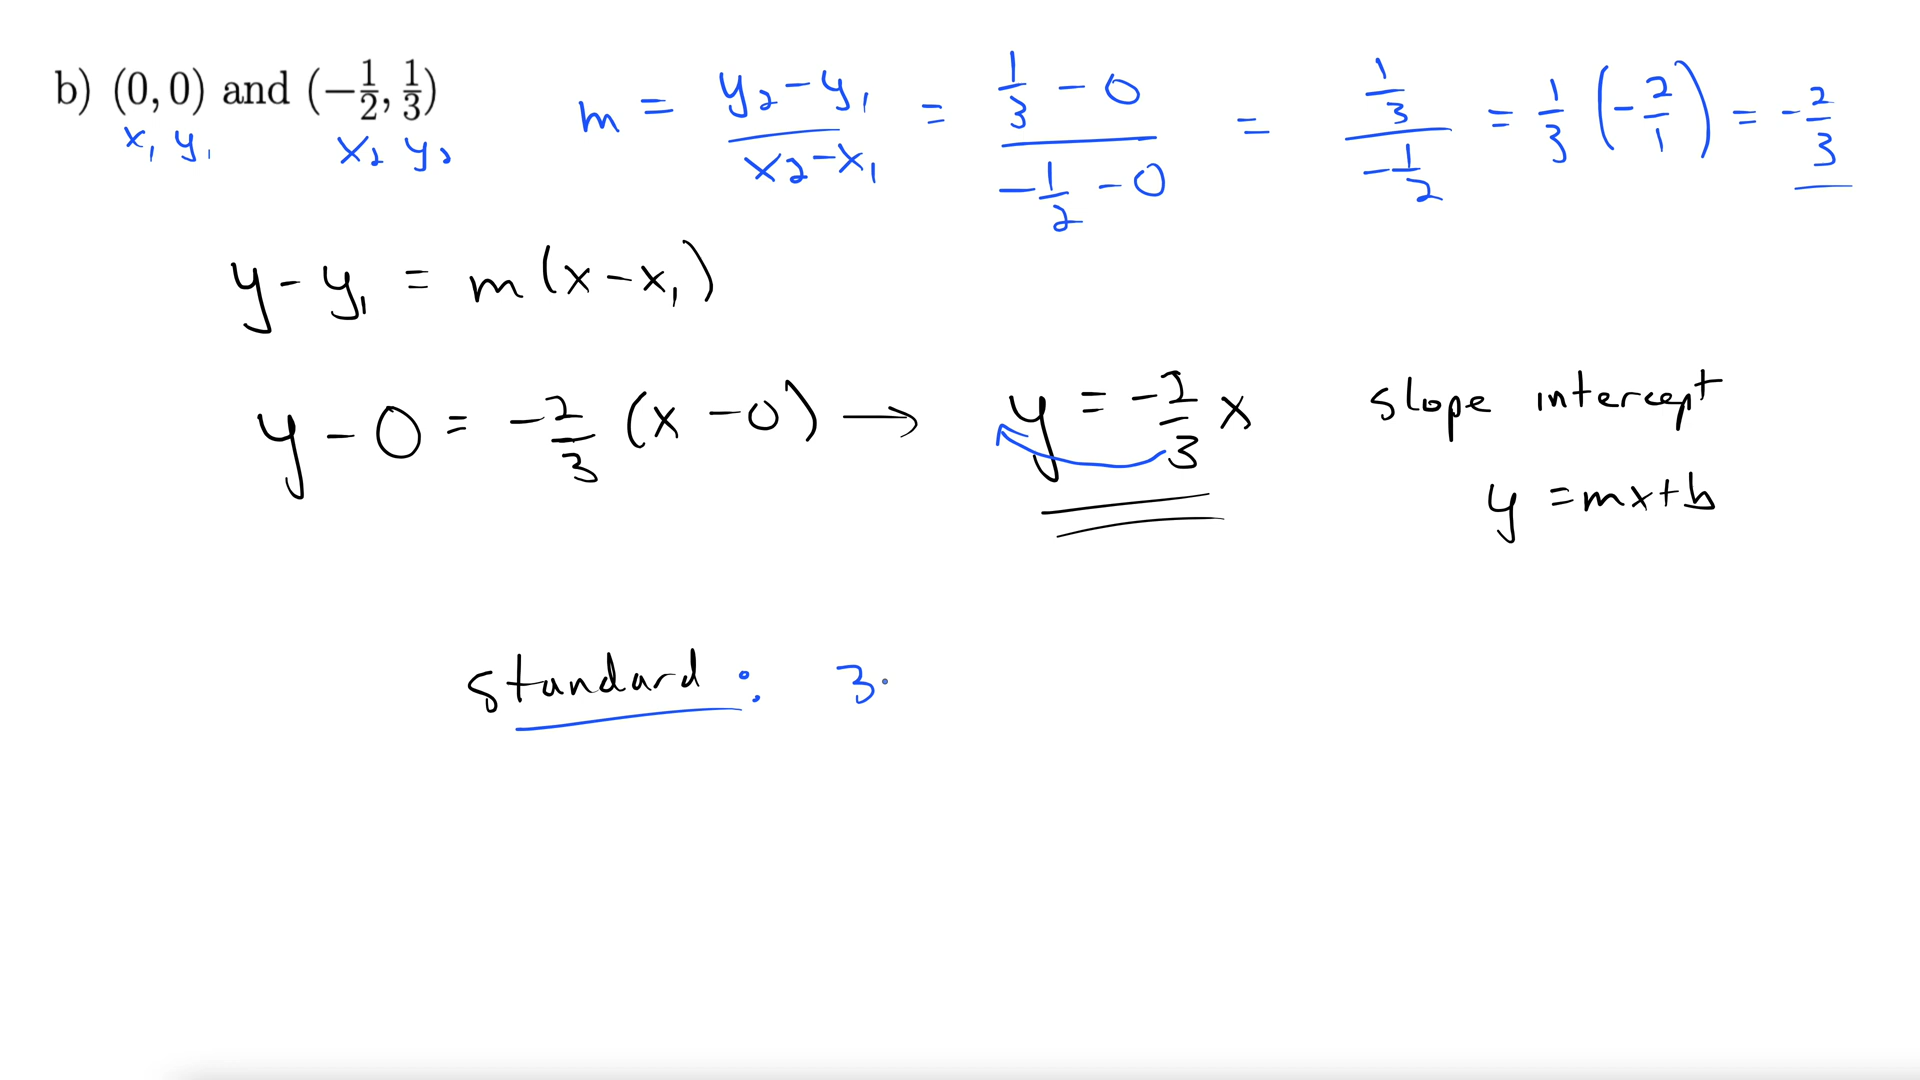 b) (0, 0) and (−1/2, 1/3)
x₁ y₁ x₂ y₂
m = (y₂ − y₁)/(x₂ − x₁) = (1/3 − 0)/(−1/2 − 0) = (1/3)/(−1/2) = 1/3 (−2/1) = −2/3
y − y₁ = m(x − x₁)
y − 0 = −2/3 (x − 0) → y = −2/3 x
slope intercept
y = mx + b
standard : 3